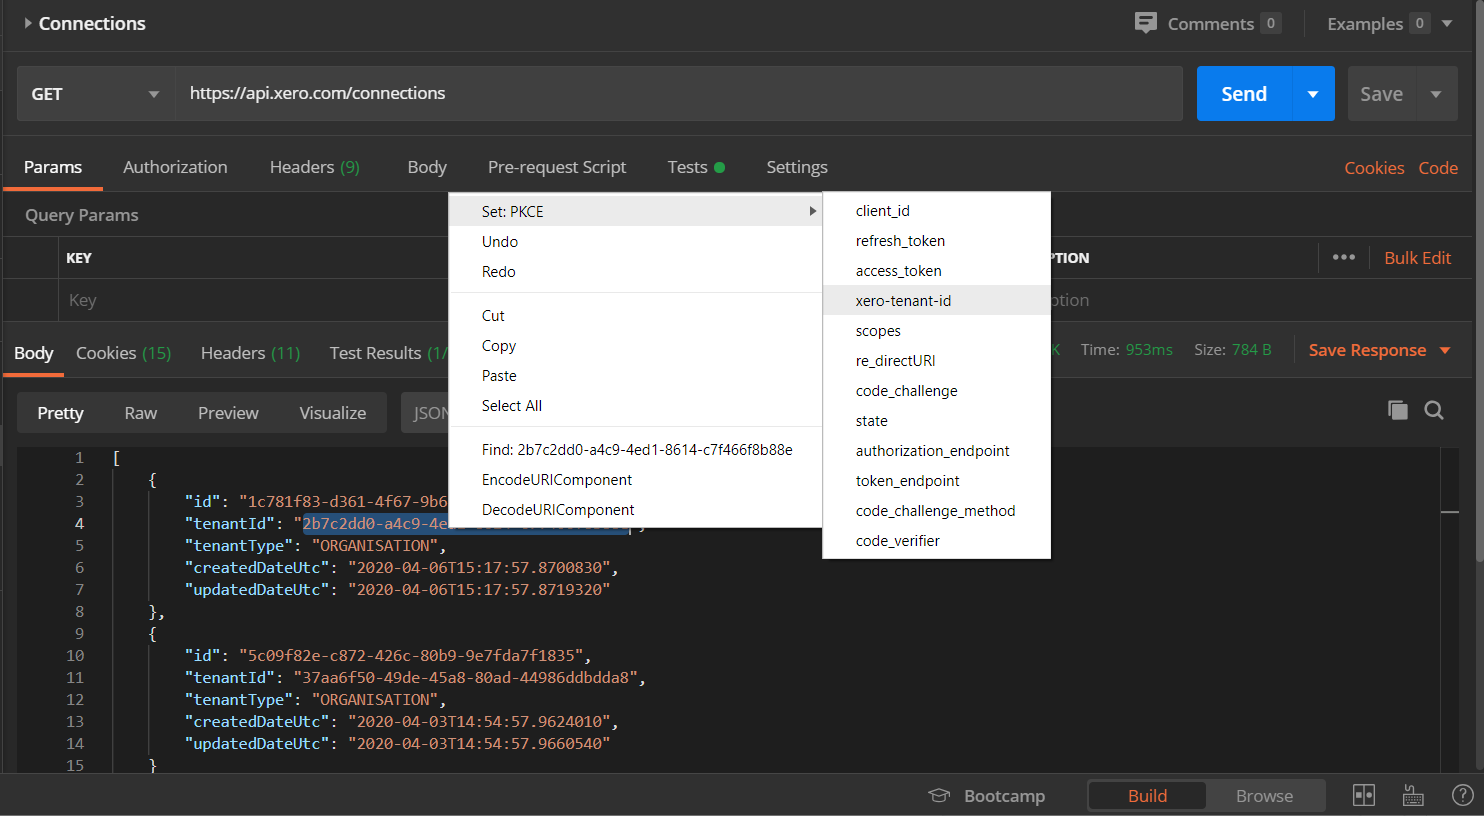 Connections
Comments 0
Examples 0
GET
https://api.xero.com/connections
Send
Save
Params Authorization Headers (9) Body Pre-request Script Tests Settings
Cookies Code
Query Params
KEY
PTION
Bulk Edit
Key
ption
Body Cookies (15) Headers (11) Test Results (1/
K Time: 953ms Size: 784 B
Save Response
Pretty Raw Preview Visualize JSON
Set: PKCE
Undo
Redo
Cut
Copy
Paste
Select All
Find: 2b7c2dd0-a4c9-4ed1-8614-c7f466f8b88e
EncodeURIComponent
DecodeURIComponent
client_id
refresh_token
access_token
xero-tenant-id
scopes
re_directURI
code_challenge
state
authorization_endpoint
token_endpoint
code_challenge_method
code_verifier
1 [
2 {
3 "id": "1c781f83-d361-4f67-9b6
4 "tenantId": "2b7c2dd0-a4c9-4ed1-8614-c7f466f8b88e",
5 "tenantType": "ORGANISATION",
6 "createdDateUtc": "2020-04-06T15:17:57.8700830",
7 "updatedDateUtc": "2020-04-06T15:17:57.8719320"
8 },
9 {
10 "id": "5c09f82e-c872-426c-80b9-9e7fda7f1835",
11 "tenantId": "37aa6f50-49de-45a8-80ad-44986ddbdda8",
12 "tenantType": "ORGANISATION",
13 "createdDateUtc": "2020-04-03T14:54:57.9624010",
14 "updatedDateUtc": "2020-04-03T14:54:57.9660540"
15 }
Bootcamp
Build Browse